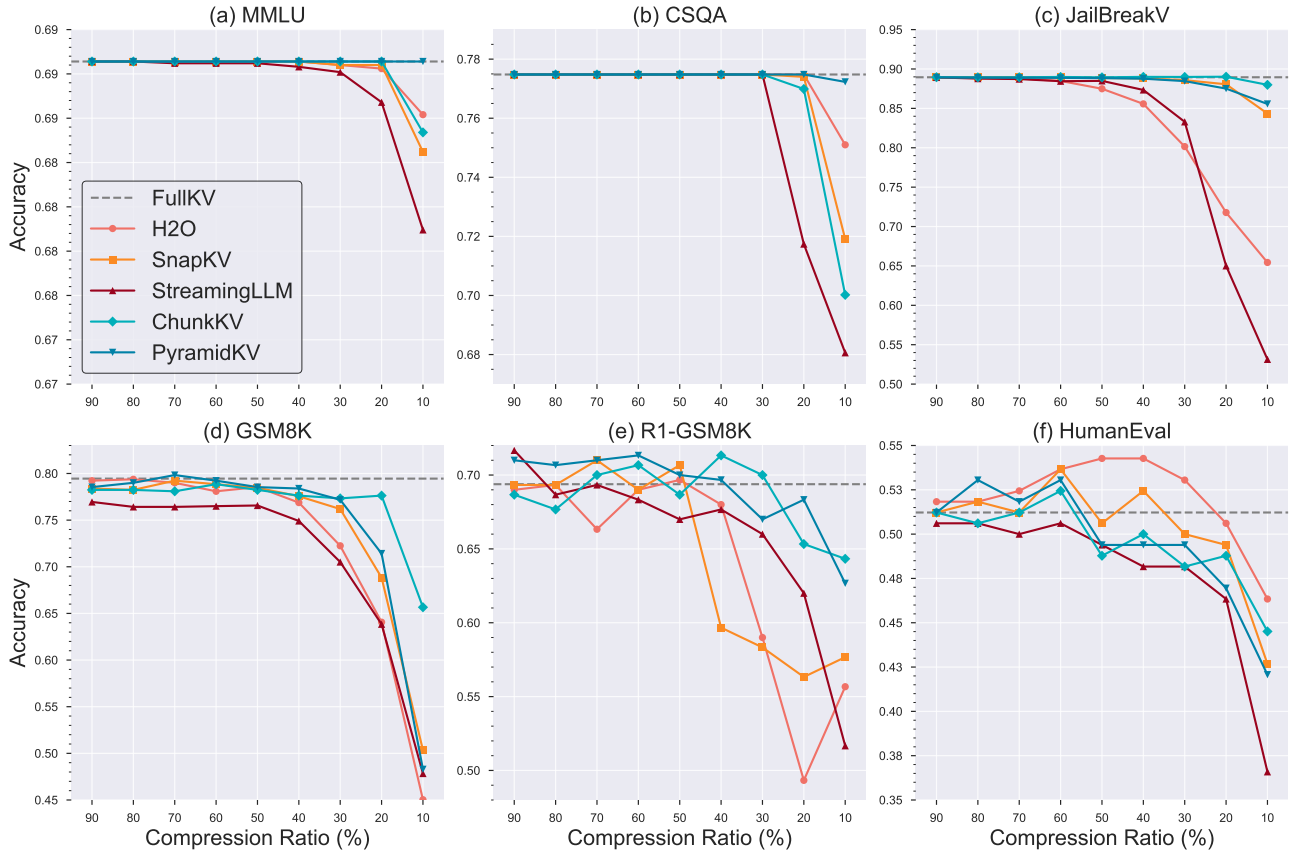 (a) MMLU
Accuracy
0.69
0.69
0.69
0.68
0.68
0.68
0.68
0.67
0.67
FullKV
H2O
SnapKV
StreamingLLM
ChunkKV
PyramidKV
90 80 70 60 50 40 30 20 10
(b) CSQA
0.78
0.76
0.74
0.72
0.70
0.68
90 80 70 60 50 40 30 20 10
(c) JailBreakV
0.95
0.90
0.85
0.80
0.75
0.70
0.65
0.60
0.55
0.50
90 80 70 60 50 40 30 20 10
(d) GSM8K
Accuracy
0.80
0.75
0.70
0.65
0.60
0.55
0.50
0.45
90 80 70 60 50 40 30 20 10
Compression Ratio (%)
(e) R1-GSM8K
0.70
0.65
0.60
0.55
0.50
90 80 70 60 50 40 30 20 10
Compression Ratio (%)
(f) HumanEval
0.55
0.53
0.50
0.48
0.45
0.43
0.40
0.38
0.35
90 80 70 60 50 40 30 20 10
Compression Ratio (%)